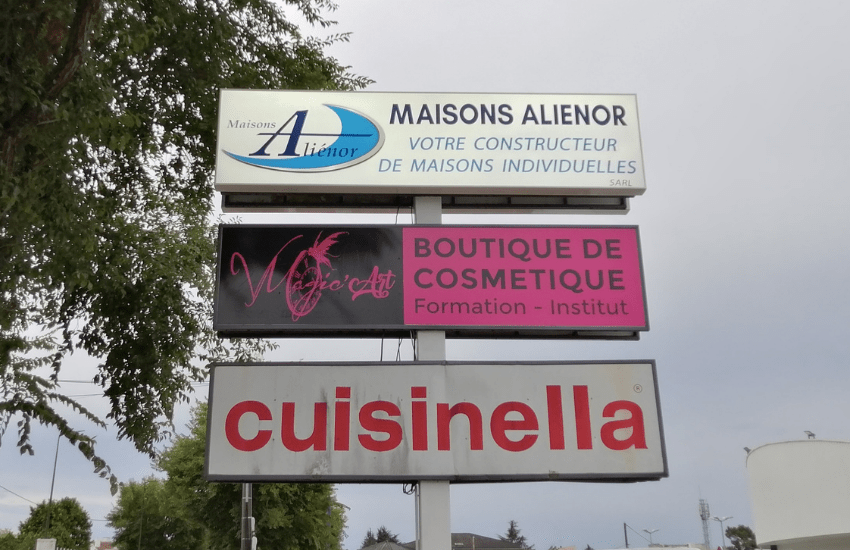 Maisons
Aliénor
MAISONS ALIENOR
VOTRE CONSTRUCTEUR
DE MAISONS INDIVIDUELLES
SARL
Magic'Art
BOUTIQUE DE
COSMETIQUE
Formation - Institut
cuisinella®